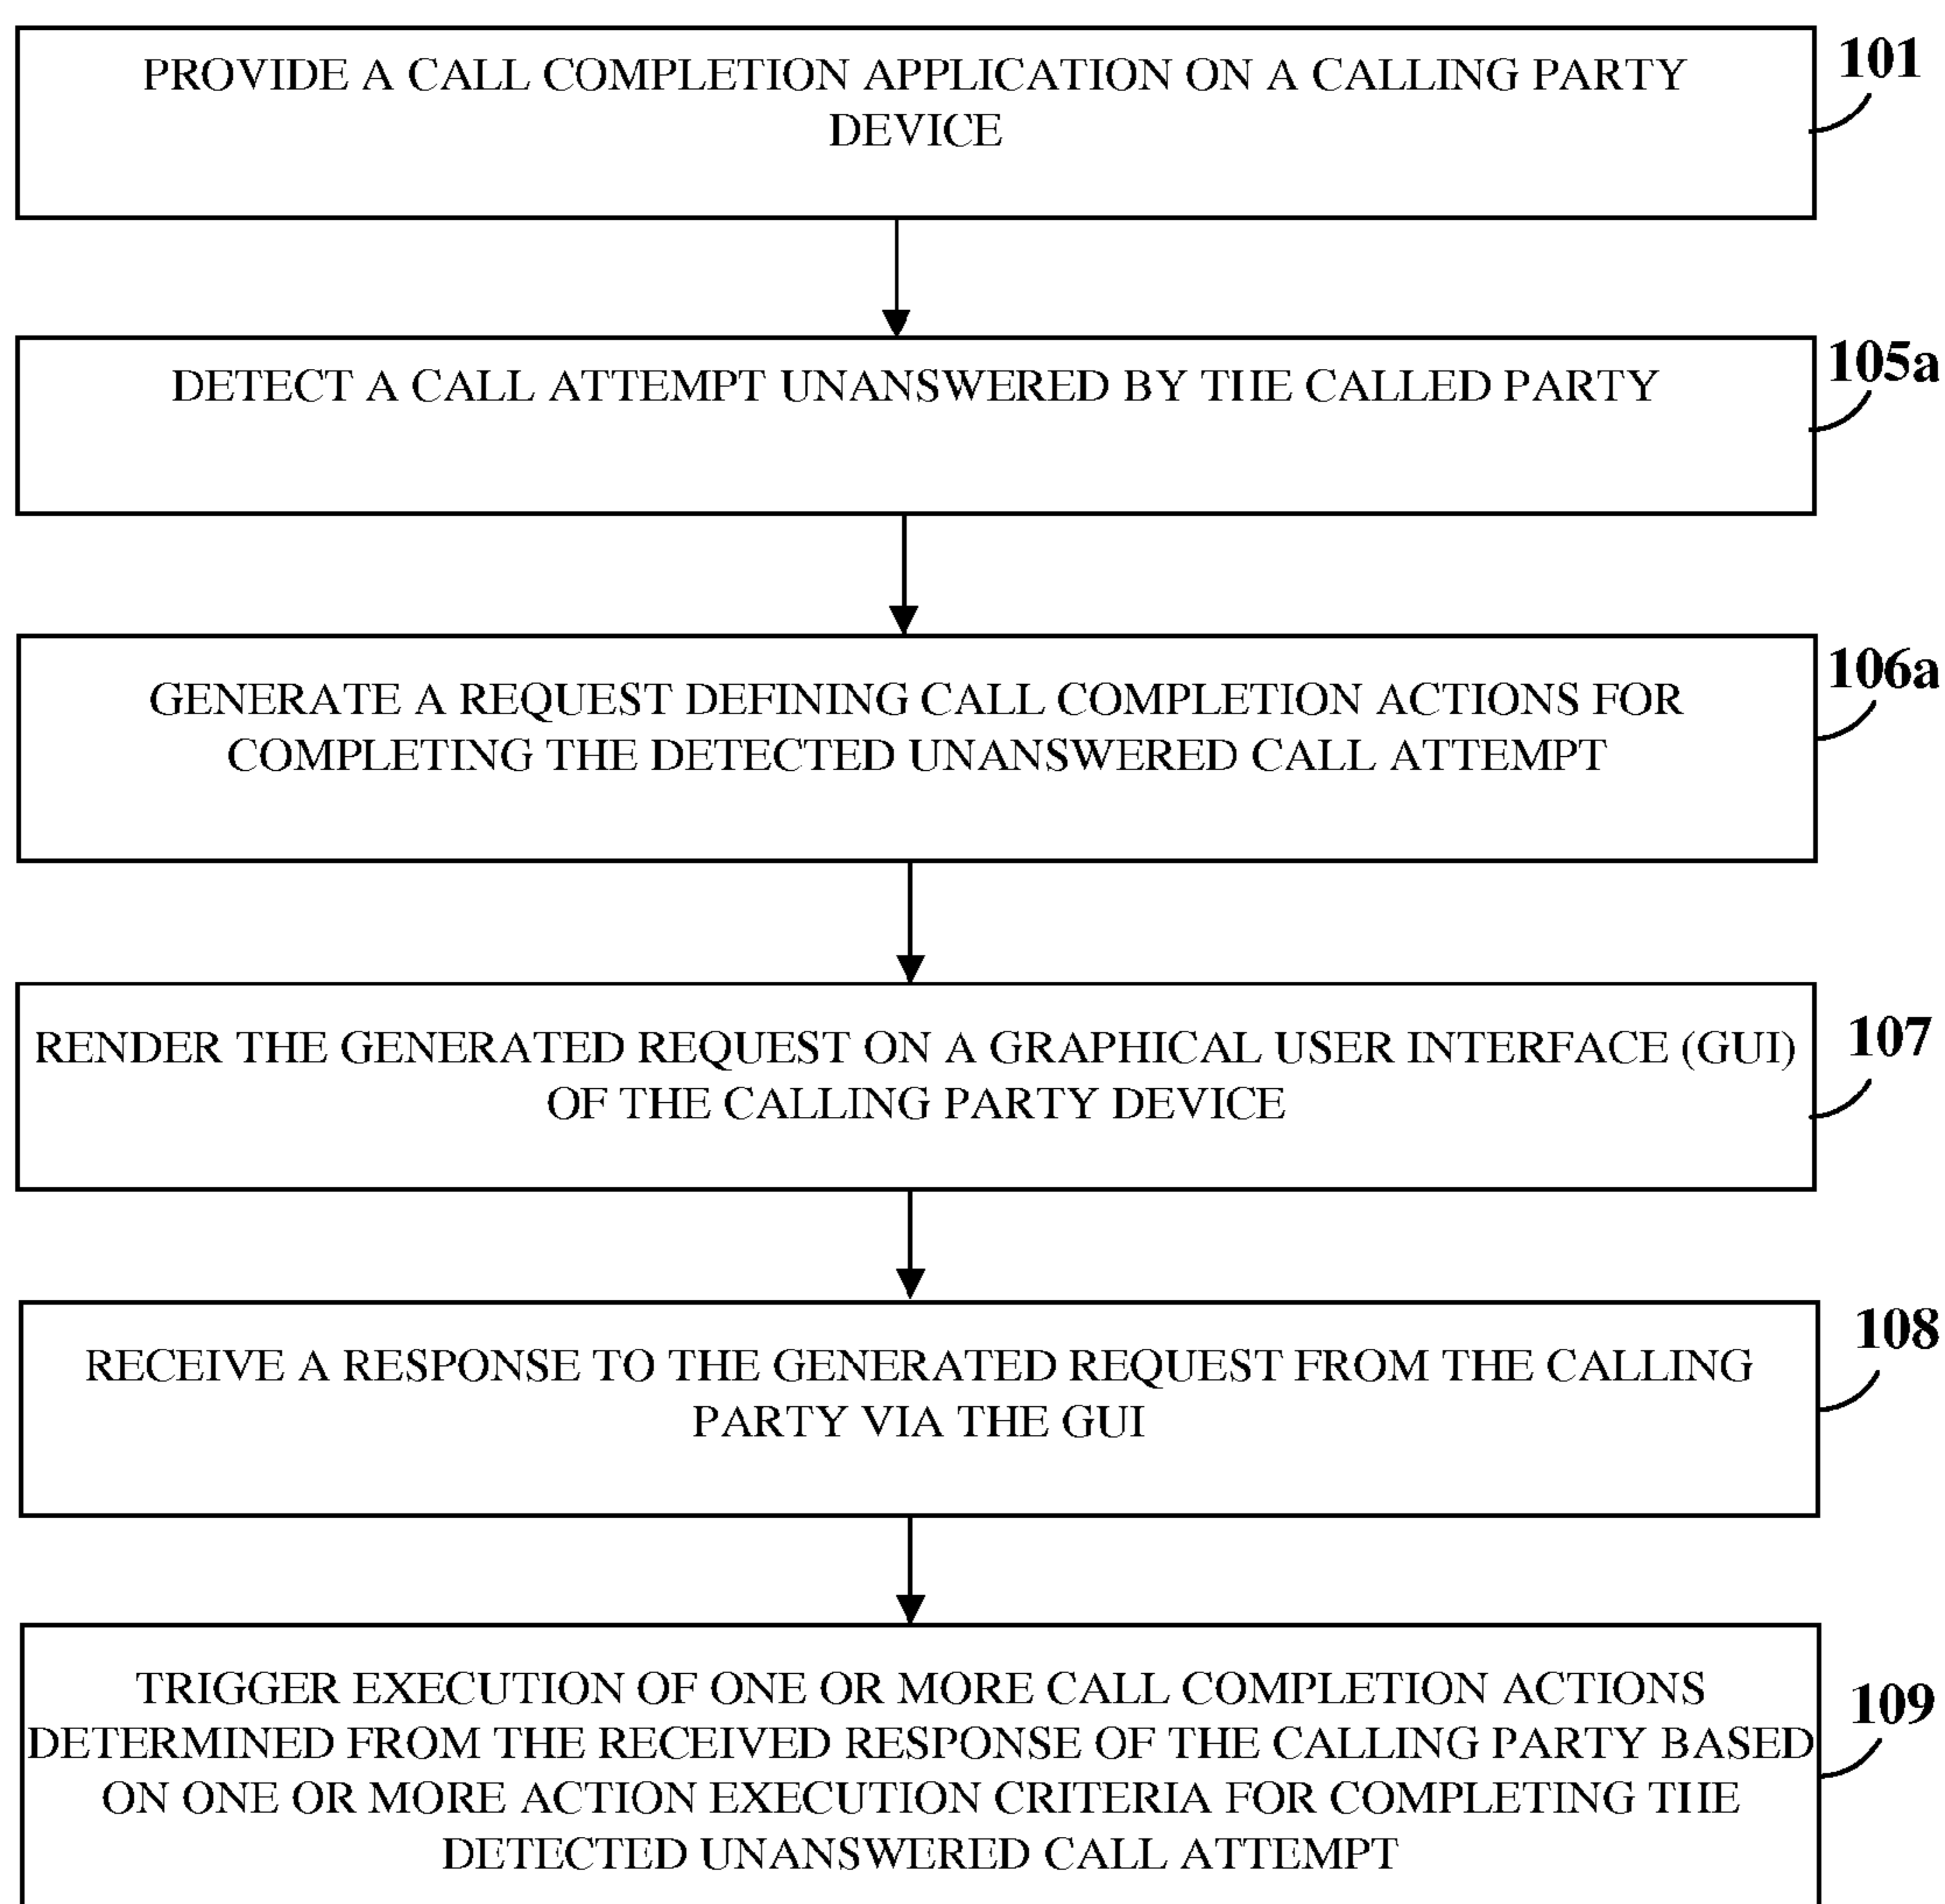 PROVIDE A CALL COMPLETION APPLICATION ON A CALLING PARTY
DEVICE
101
DETECT A CALL ATTEMPT UNANSWERED BY THE CALLED PARTY
105a
GENERATE A REQUEST DEFINING CALL COMPLETION ACTIONS FOR
COMPLETING THE DETECTED UNANSWERED CALL ATTEMPT
106a
RENDER THE GENERATED REQUEST ON A GRAPHICAL USER INTERFACE (GUI)
OF THE CALLING PARTY DEVICE
107
RECEIVE A RESPONSE TO THE GENERATED REQUEST FROM THE CALLING
PARTY VIA THE GUI
108
TRIGGER EXECUTION OF ONE OR MORE CALL COMPLETION ACTIONS
DETERMINED FROM THE RECEIVED RESPONSE OF THE CALLING PARTY BASED
ON ONE OR MORE ACTION EXECUTION CRITERIA FOR COMPLETING THE
DETECTED UNANSWERED CALL ATTEMPT
109